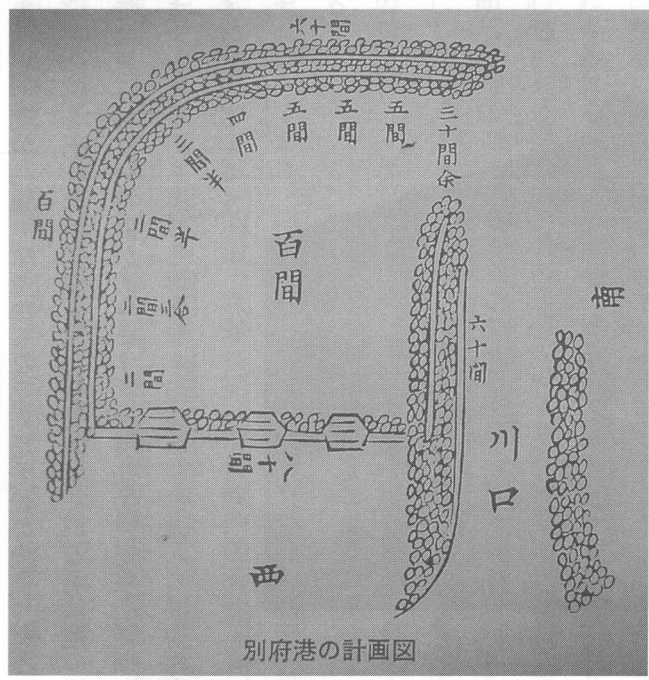 六十間
三十間余
五間
五間
五間
四間
三間半
二間半
二間三合
二間
百間
百間
六十間
八十間
南
川口
西
別府港の計画図